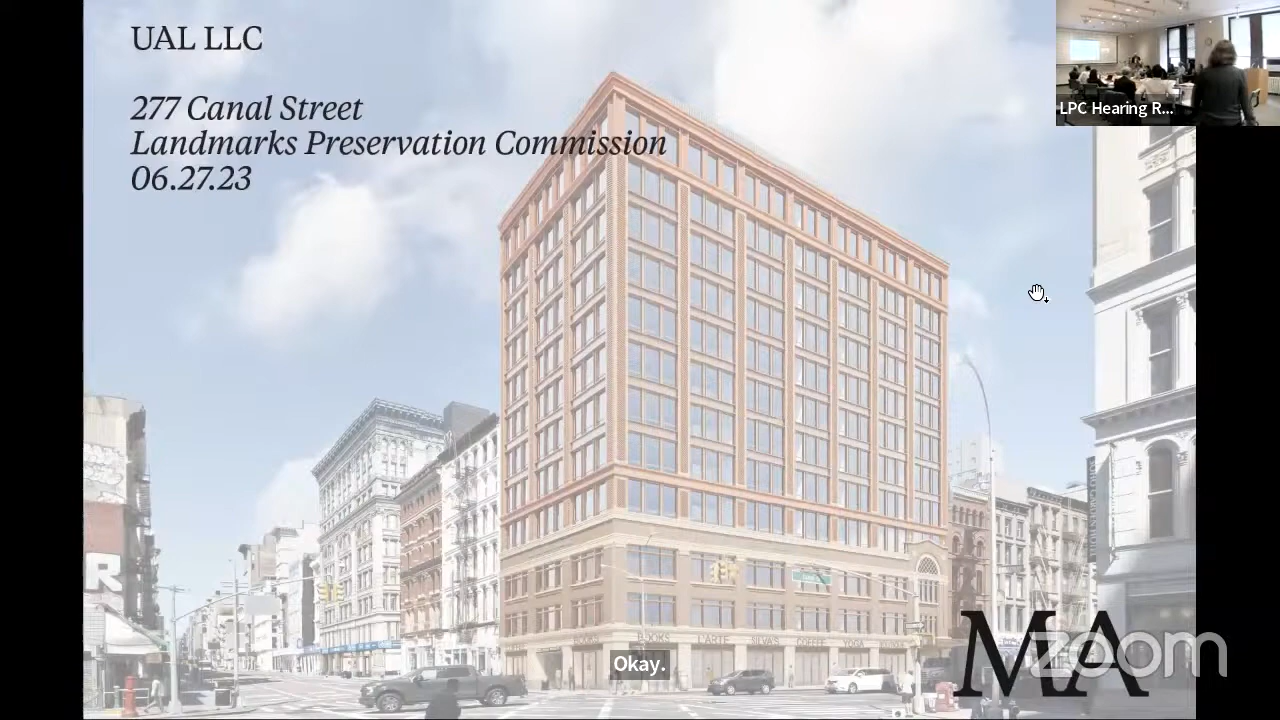 UAL LLC
277 Canal Street
Landmarks Preservation Commission
06.27.23
LPC Hearing R...
R
BOOKS BOOKS L'ARTE SILVA'S COFFEE YOGA
Okay.
MA
zoom